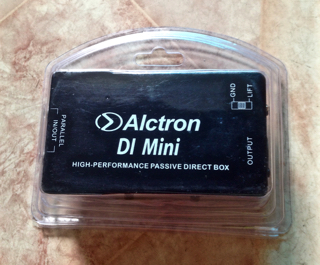 GND
LIFT
PARALLEL
IN/OUT
Alctron
DI Mini
HIGH-PERFORMANCE PASSIVE DIRECT BOX
OUTPUT